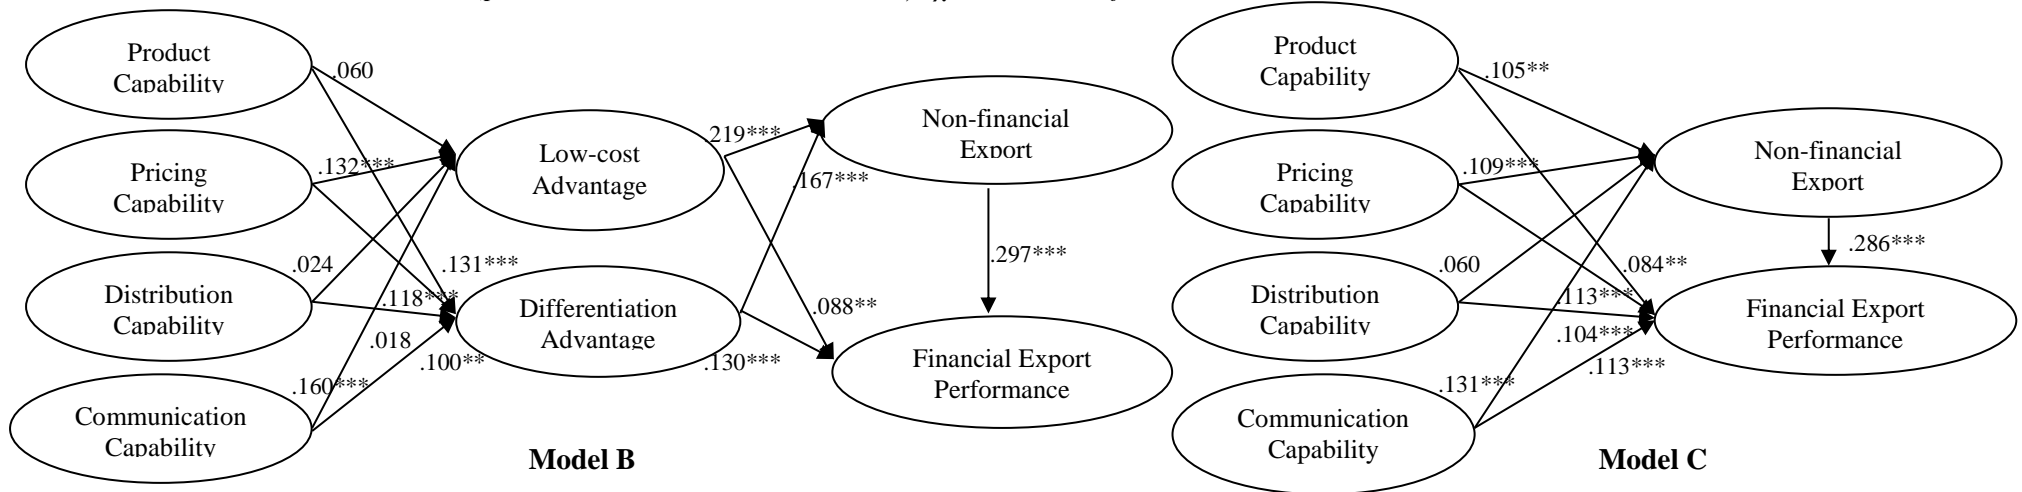 Product
Capability
.060
Pricing
Capability
.132***
Distribution
Capability
.024
.131***
.118***
.018
.100**
.160***
Communication
Capability
Low-cost
Advantage
Differentiation
Advantage
219***
.167***
.088**
.130***
Non-financial
Export
.297***
Financial Export
Performance
Model B
Product
Capability
.105**
Pricing
Capability
.109***
Distribution
Capability
.060
.084**
.113***
.104***
.113***
.131***
Communication
Capability
Non-financial
Export
.286***
Financial Export
Performance
Model C